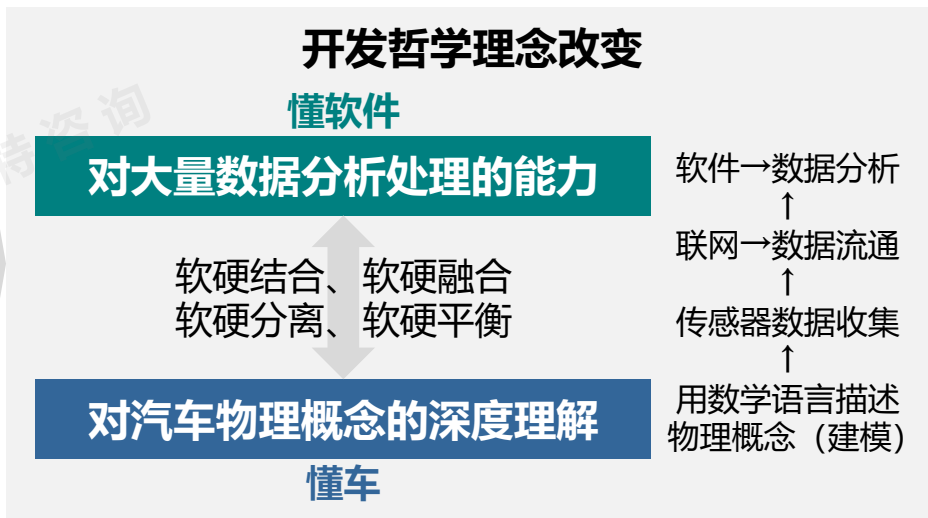 开发哲学理念改变
懂软件
对大量数据分析处理的能力
软硬结合、软硬融合
软硬分离、软硬平衡
对汽车物理概念的深度理解
懂车
软件→数据分析
↑
联网→数据流通
↑
传感器数据收集
↑
用数学语言描述
物理概念（建模）
咨询